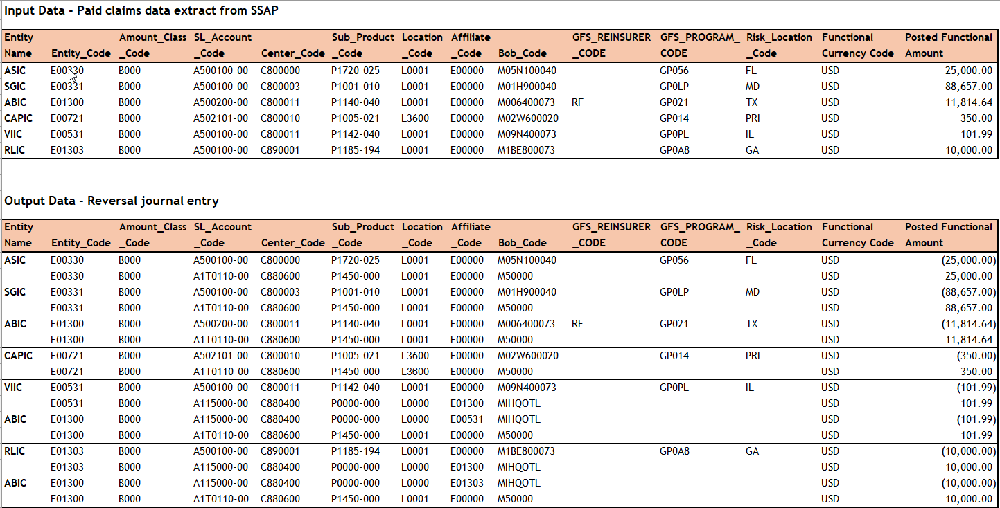 Input Data - Paid claims data extract from SSAP
Entity Amount_Class SL_Account Sub_Product Location Affiliate GFS_REINSURER GFS_PROGRAM_ Risk_Location Functional Posted Functional
Name Entity_Code _Code _Code Center_Code _Code _Code _Code Bob_Code _CODE CODE _Code Currency Code Amount
ASIC E00330 B000 A500100-00 C800000 P1720-025 L0001 E00000 M05N100040 GP056 FL USD 25,000.00
SGIC E00331 B000 A500100-00 C800003 P1001-010 L0001 E00000 M01H900040 GP0LP MD USD 88,657.00
ABIC E01300 B000 A500200-00 C800011 P1140-040 L0001 E00000 M006400073 RF GP021 TX USD 11,814.64
CAPIC E00721 B000 A502101-00 C800010 P1005-021 L3600 E00000 M02W600020 GP014 PRI USD 350.00
VIIC E00531 B000 A500100-00 C800011 P1142-040 L0001 E00000 M09N400073 GP0PL IL USD 101.99
RLIC E01303 B000 A500100-00 C890001 P1185-194 L0001 E00000 M1BE800073 GP0A8 GA USD 10,000.00
Output Data - Reversal journal entry
Entity Amount_Class SL_Account Sub_Product Location Affiliate GFS_REINSURER GFS_PROGRAM_ Risk_Location Functional Posted Functional
Name Entity_Code _Code _Code Center_Code _Code _Code _Code Bob_Code _CODE CODE _Code Currency Code Amount
ASIC E00330 B000 A500100-00 C800000 P1720-025 L0001 E00000 M05N100040 GP056 FL USD (25,000.00)
E00330 B000 A1T0110-00 C880600 P1450-000 L0001 E00000 M50000 USD 25,000.00
SGIC E00331 B000 A500100-00 C800003 P1001-010 L0001 E00000 M01H900040 GP0LP MD USD (88,657.00)
E00331 B000 A1T0110-00 C880600 P1450-000 L0001 E00000 M50000 USD 88,657.00
ABIC E01300 B000 A500200-00 C800011 P1140-040 L0001 E00000 M006400073 RF GP021 TX USD (11,814.64)
E01300 B000 A1T0110-00 C880600 P1450-000 L0001 E00000 M50000 USD 11,814.64
CAPIC E00721 B000 A502101-00 C800010 P1005-021 L3600 E00000 M02W600020 GP014 PRI USD (350.00)
E00721 B000 A1T0110-00 C880600 P1450-000 L3600 E00000 M50000 USD 350.00
VIIC E00531 B000 A500100-00 C800011 P1142-040 L0001 E00000 M09N400073 GP0PL IL USD (101.99)
E00531 B000 A115000-00 C880400 P0000-000 L0000 E01300 MIHQOTL USD 101.99
ABIC E01300 B000 A115000-00 C880400 P0000-000 L0000 E00531 MIHQOTL USD (101.99)
E01300 B000 A1T0110-00 C880600 P1450-000 L0001 E00000 M50000 USD 101.99
RLIC E01303 B000 A500100-00 C890001 P1185-194 L0001 E00000 M1BE800073 GP0A8 GA USD (10,000.00)
E01303 B000 A115000-00 C880400 P0000-000 L0000 E01300 MIHQOTL USD 10,000.00
ABIC E01300 B000 A115000-00 C880400 P0000-000 L0000 E01303 MIHQOTL USD (10,000.00)
E01300 B000 A1T0110-00 C880600 P1450-000 L0001 E00000 M50000 USD 10,000.00